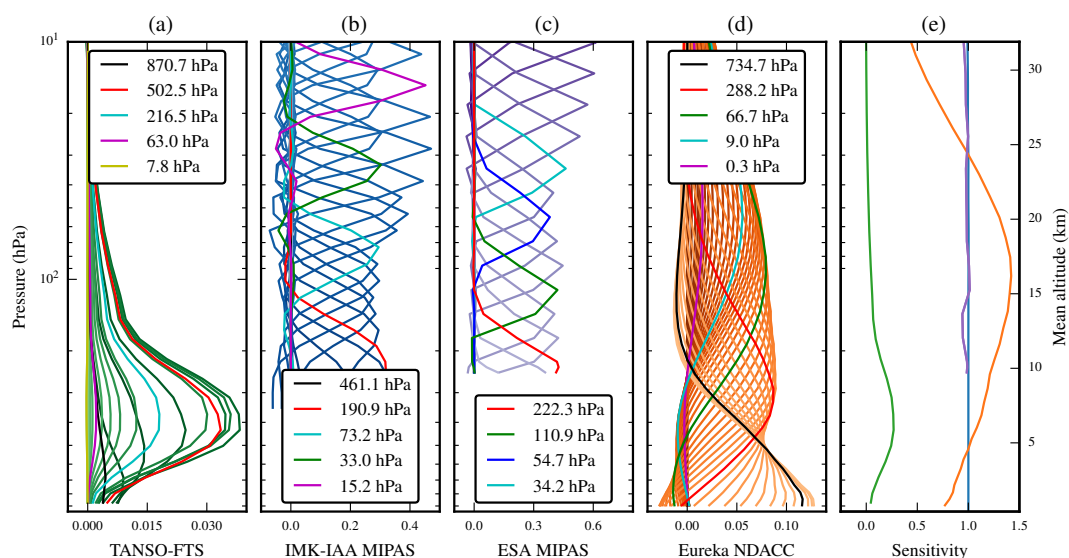 (a) (b) (c) (d) (e)
10¹
870.7 hPa
502.5 hPa
216.5 hPa
63.0 hPa
7.8 hPa
734.7 hPa
288.2 hPa
66.7 hPa
9.0 hPa
0.3 hPa
30
25
20
15
10
5
Pressure (hPa)
10²
Mean altitude (km)
461.1 hPa
190.9 hPa
73.2 hPa
33.0 hPa
15.2 hPa
222.3 hPa
110.9 hPa
54.7 hPa
34.2 hPa
0.000 0.015 0.030
0.0 0.2 0.4
0.0 0.3 0.6
0.00 0.05 0.10
0.0 0.5 1.0 1.5
TANSO-FTS IMK-IAA MIPAS ESA MIPAS Eureka NDACC Sensitivity